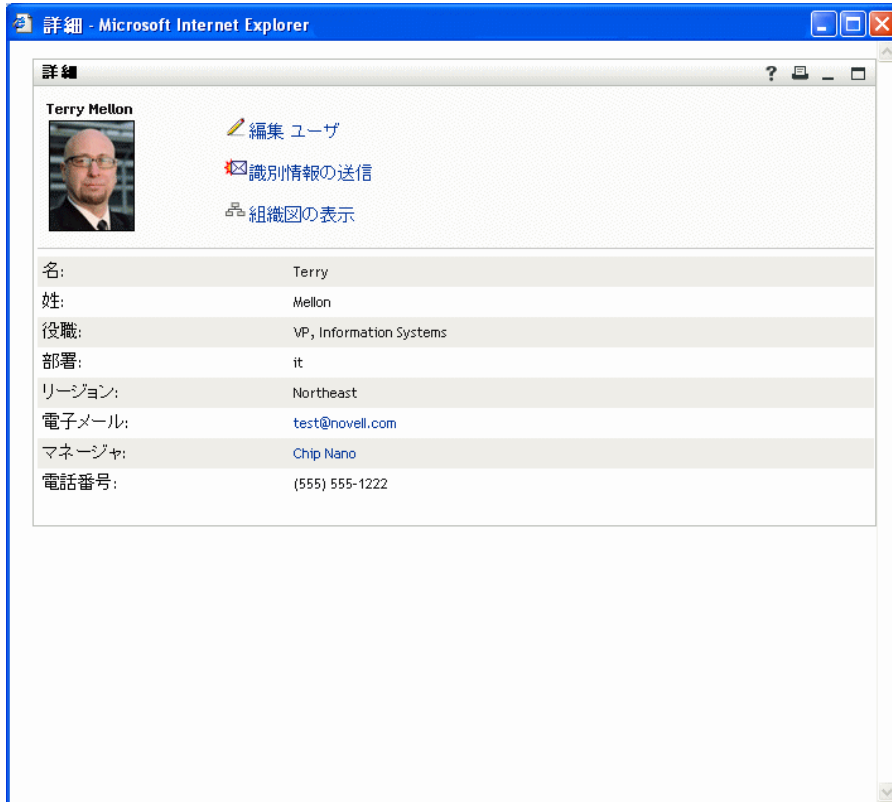 詳細 - Microsoft Internet Explorer
詳細
?
Terry Mellon
編集 ユーザ
識別情報の送信
組織図の表示
名: Terry
姓: Mellon
役職: VP, Information Systems
部署: it
リージョン: Northeast
電子メール: test@novell.com
マネージャ: Chip Nano
電話番号: (555) 555-1222